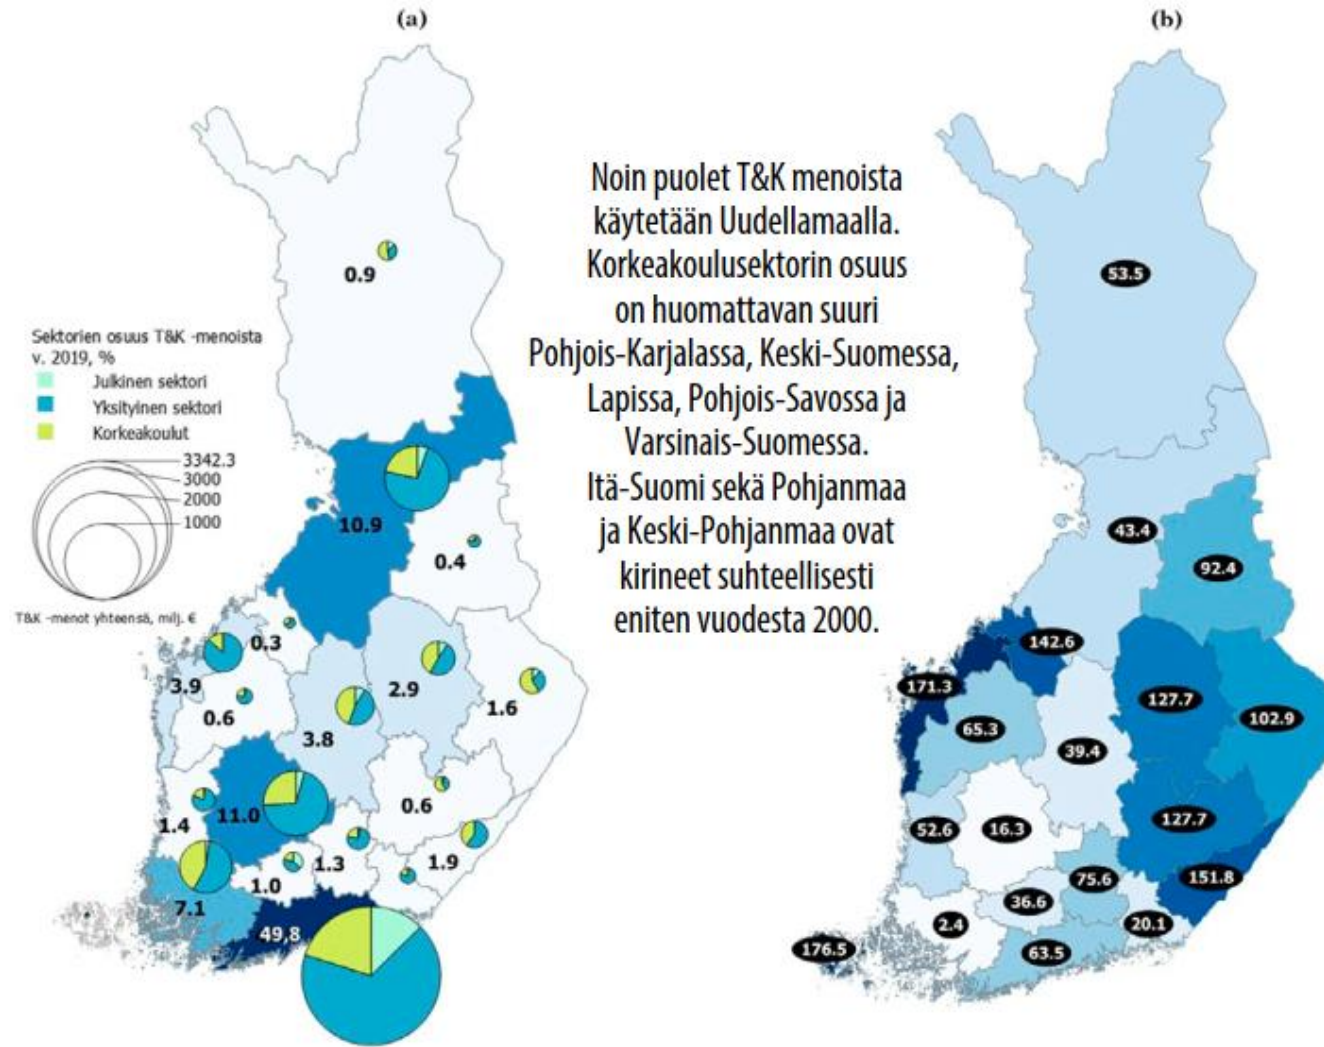 (a)
(b)
Noin puolet T&K menoista
käytetään Uudellamaalla.
Korkeakoulusektorin osuus
on huomattavan suuri
Pohjois-Karjalassa, Keski-Suomessa,
Lapissa, Pohjois-Savossa ja
Varsinais-Suomessa.
Itä-Suomi sekä Pohjanmaa
ja Keski-Pohjanmaa ovat
kirineet suhteellisesti
eniten vuodesta 2000.
Sektorien osuus T&K -menoista
v. 2019, %
Julkinen sektori
Yksityinen sektori
Korkeakoulut
3342.3
3000
2000
1000
T&K -menot yhteensä, milj. €
0.9
10.9
0.4
0.3
3.9
2.9
0.6
1.6
3.8
0.6
1.4
11.0
1.3
1.9
1.0
7.1
49,8
53.5
43.4
92.4
142.6
171.3
127.7
102.9
65.3
39.4
52.6
16.3
127.7
75.6
151.8
36.6
2.4
20.1
176.5
63.5